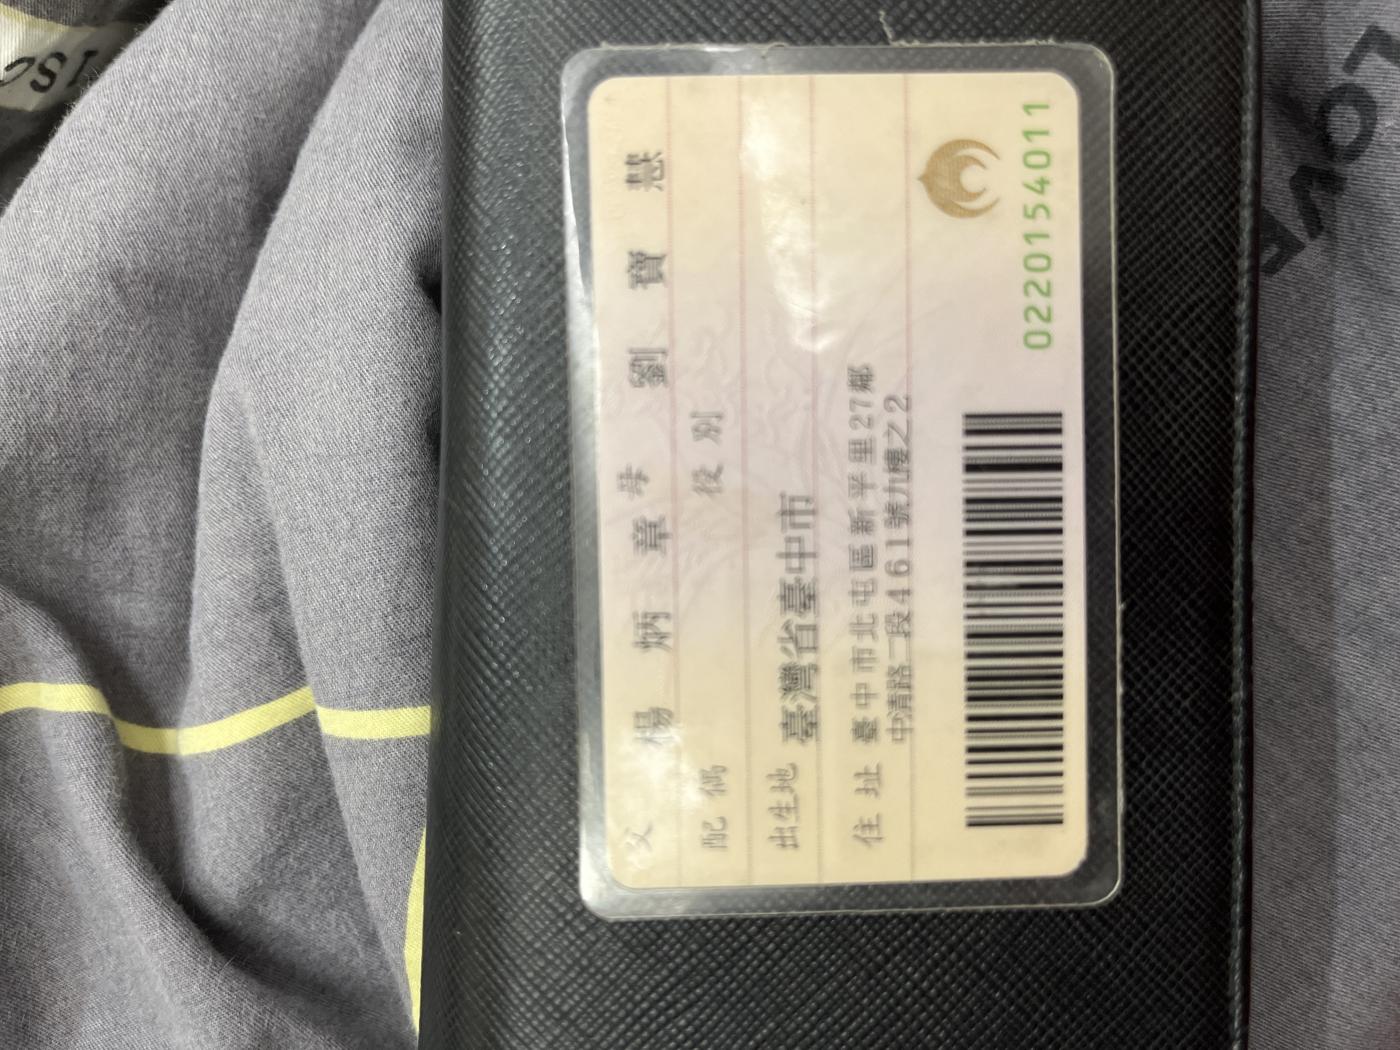 父 楊炳章 母 劉寶慧
配偶 役別
出生地 臺灣省臺中市
住址 臺中市北屯區新平里27鄰
中清路二段461號九樓之2
0220154011
LOVE